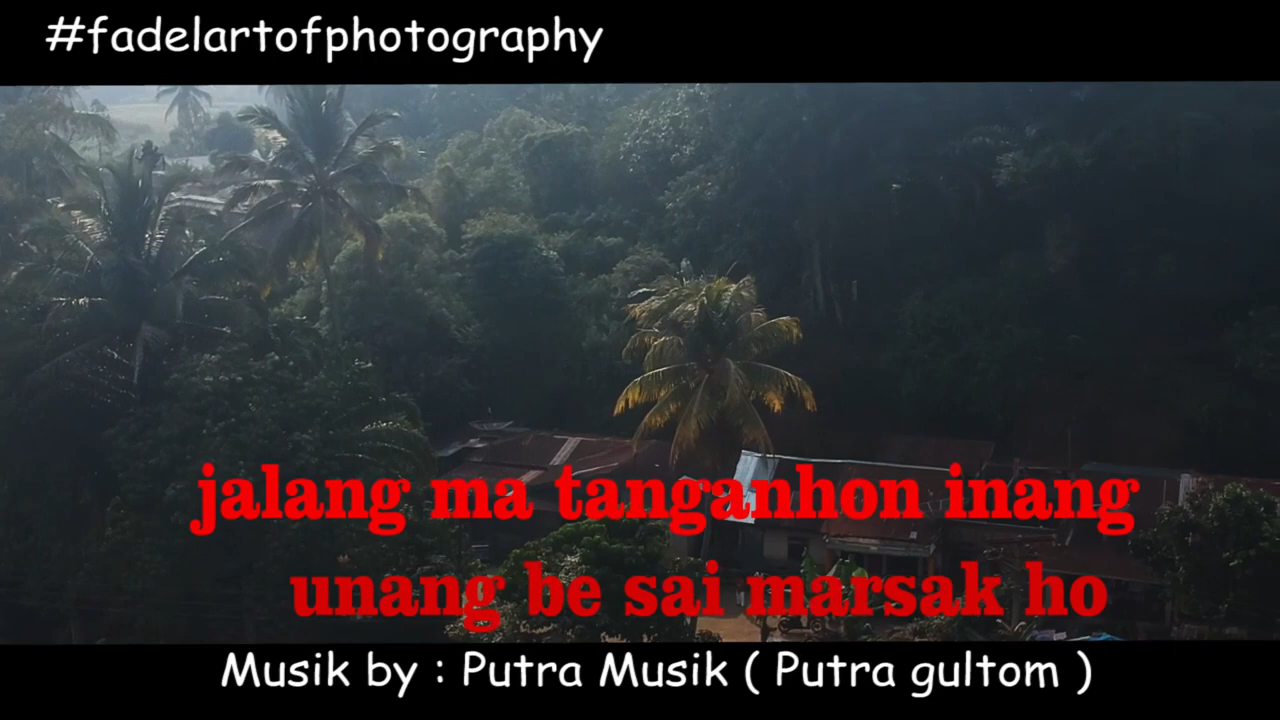 #fadelartofphotography
jalang ma tanganhon inang
unang be sai marsak ho
Musik by : Putra Musik ( Putra gultom )